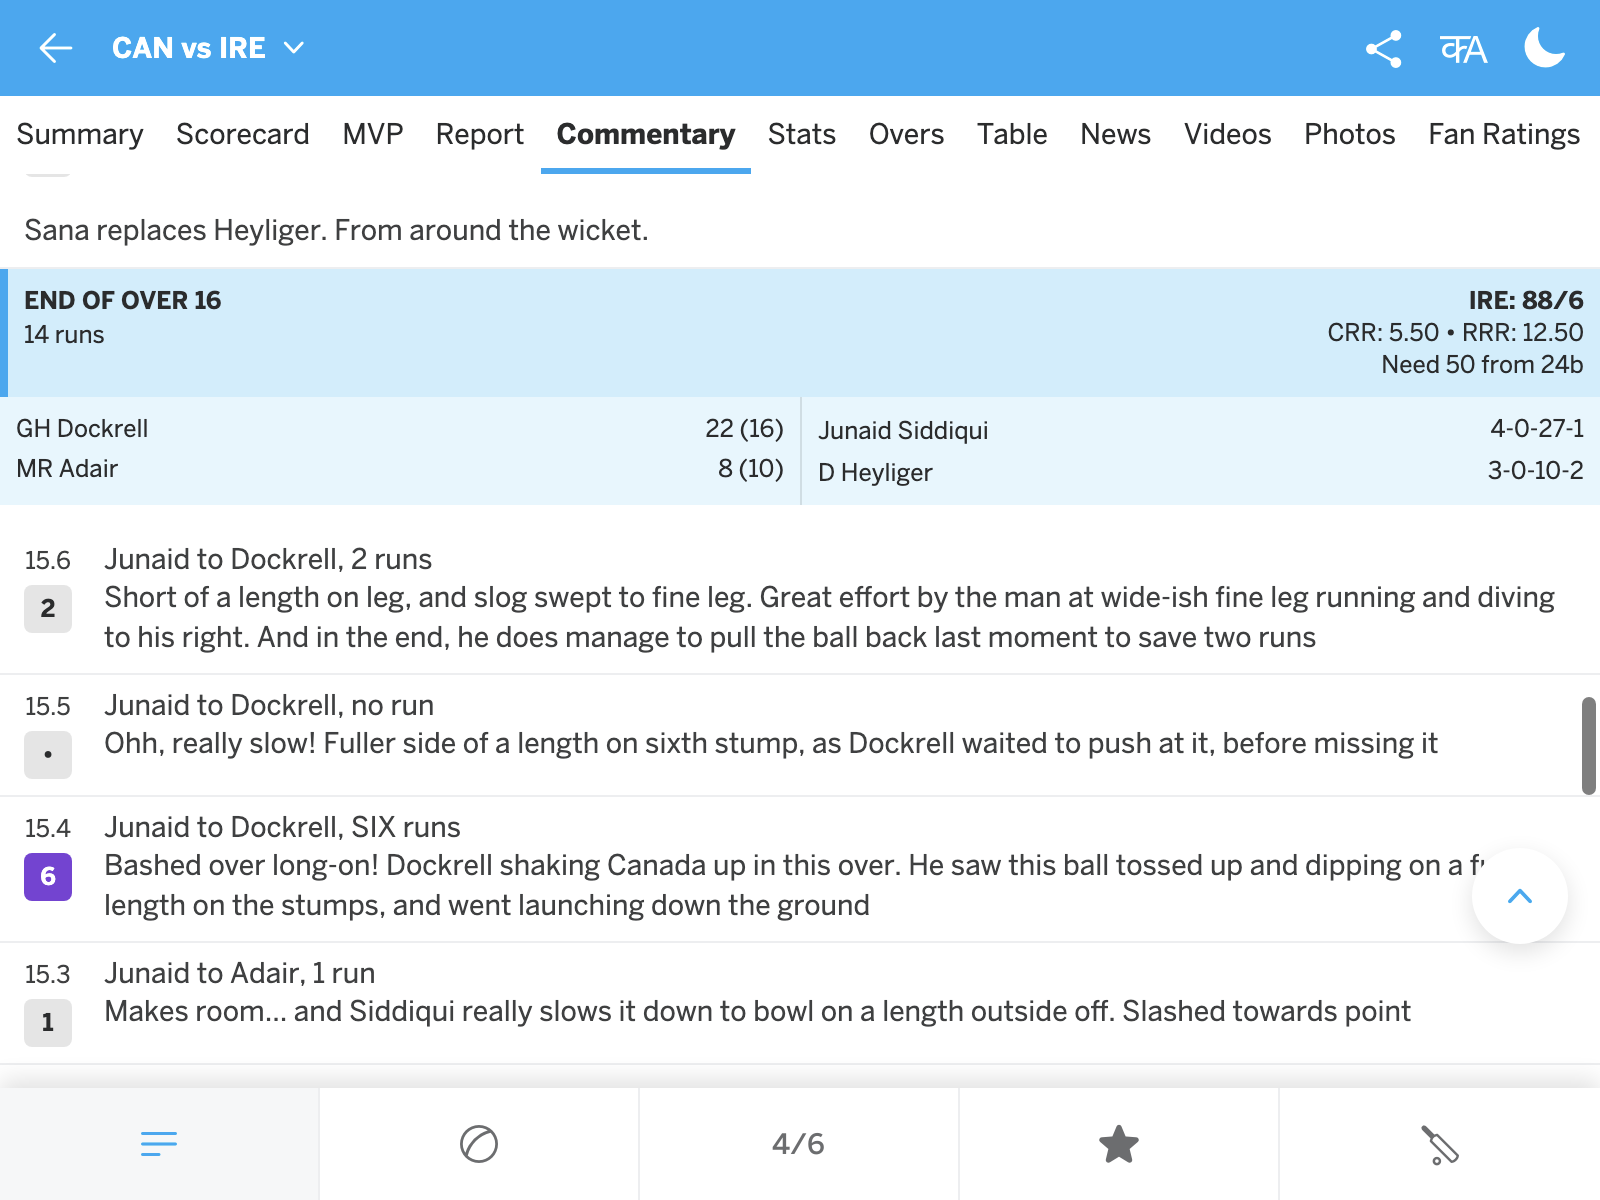 CAN vs IRE
क A
Summary Scorecard MVP Report Commentary Stats Overs Table News Videos Photos Fan Ratings
Sana replaces Heyliger. From around the wicket.
END OF OVER 16
14 runs
IRE: 88/6
CRR: 5.50 • RRR: 12.50
Need 50 from 24b
GH Dockrell 22 (16)
MR Adair 8 (10)
Junaid Siddiqui 4-0-27-1
D Heyliger 3-0-10-2
15.6 Junaid to Dockrell, 2 runs
2 Short of a length on leg, and slog swept to fine leg. Great effort by the man at wide-ish fine leg running and diving
to his right. And in the end, he does manage to pull the ball back last moment to save two runs
15.5 Junaid to Dockrell, no run
• Ohh, really slow! Fuller side of a length on sixth stump, as Dockrell waited to push at it, before missing it
15.4 Junaid to Dockrell, SIX runs
6 Bashed over long-on! Dockrell shaking Canada up in this over. He saw this ball tossed up and dipping on a
length on the stumps, and went launching down the ground
15.3 Junaid to Adair, 1 run
1 Makes room... and Siddiqui really slows it down to bowl on a length outside off. Slashed towards point
4/6